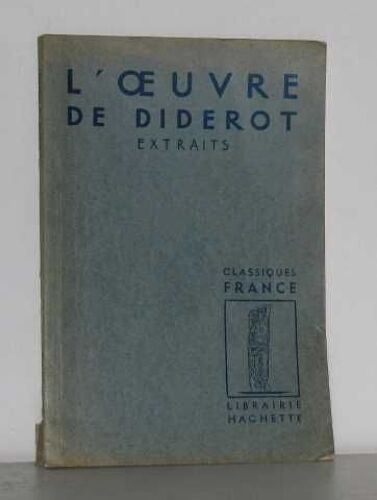 L'ŒUVRE
DE DIDEROT
EXTRAITS
CLASSIQUES
FRANCE
LIBRAIRIE
HACHETTE